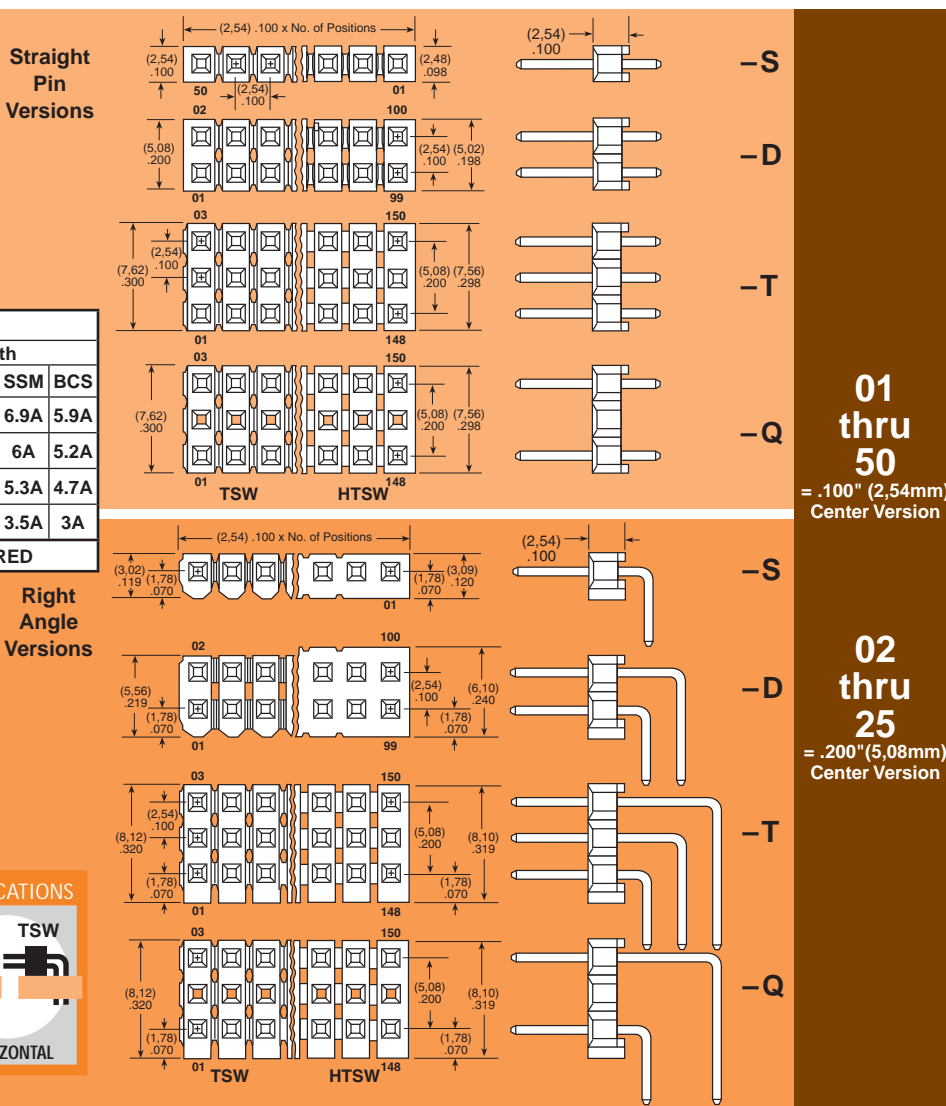 Straight
Pin
Versions
(2,54) .100 x No. of Positions
(2,54)
.100
(2,48)
.098
50
(2,54)
.100
01
(2,54)
.100
–S
02
100
(5,08)
.200
(2,54)
.100
(5,02)
.198
01
99
–D
03
150
(2,54)
.100
(7,62)
.300
(5,08)
.200
(7,56)
.298
01
148
–T
03
150
(7,62)
.300
(5,08)
.200
(7,56)
.298
01
148
TSW
HTSW
–Q
th
SSM BCS
6.9A 5.9A
6A 5.2A
5.3A 4.7A
3.5A 3A
RED
01
thru
50
= .100" (2,54mm)
Center Version
Right
Angle
Versions
(2,54) .100 x No. of Positions
(3,02)
.119
(1,78)
.070
(1,78)
.070
(3,09)
.120
01
(2,54)
.100
–S
02
100
(5,56)
.219
(1,78)
.070
(2,54)
.100
(6,10)
.240
(1,78)
.070
01
99
–D
02
thru
25
= .200"(5,08mm)
Center Version
03
150
(2,54)
.100
(8,12)
.320
(1,78)
.070
(5,08)
.200
(8,10)
.319
(1,78)
.070
01
148
–T
03
150
(8,12)
.320
(1,78)
.070
(5,08)
.200
(8,10)
.319
(1,78)
.070
01
148
TSW
HTSW
–Q
CATIONS
TSW
ZONTAL